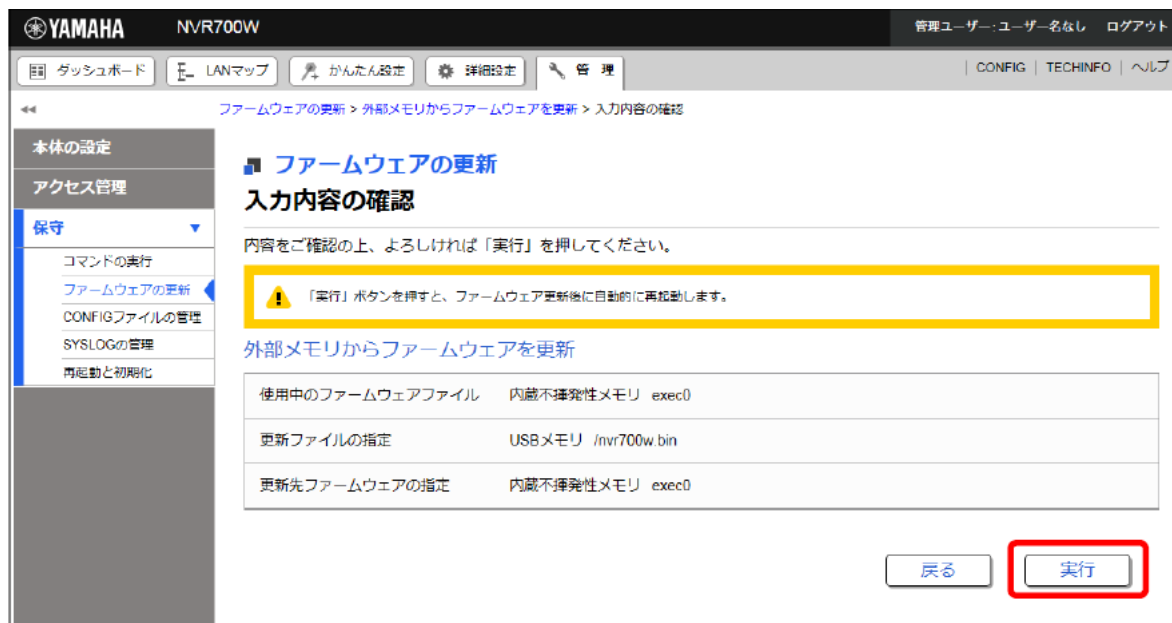 YAMAHA NVR700W 管理ユーザー:ユーザー名なし ログアウト
ダッシュボード LANマップ かんたん設定 詳細設定 管理 | CONFIG | TECHINFO | ヘルプ
ファームウェアの更新 > 外部メモリからファームウェアを更新 > 入力内容の確認
本体の設定
アクセス管理
保守
コマンドの実行
ファームウェアの更新
CONFIGファイルの管理
SYSLOGの管理
再起動と初期化
ファームウェアの更新
入力内容の確認
内容をご確認の上、よろしければ「実行」を押してください。
「実行」ボタンを押すと、ファームウェア更新後に自動的に再起動します。
外部メモリからファームウェアを更新
使用中のファームウェアファイル 内蔵不揮発性メモリ exec0
更新ファイルの指定 USBメモリ /nvr700w.bin
更新先ファームウェアの指定 内蔵不揮発性メモリ exec0
戻る 実行